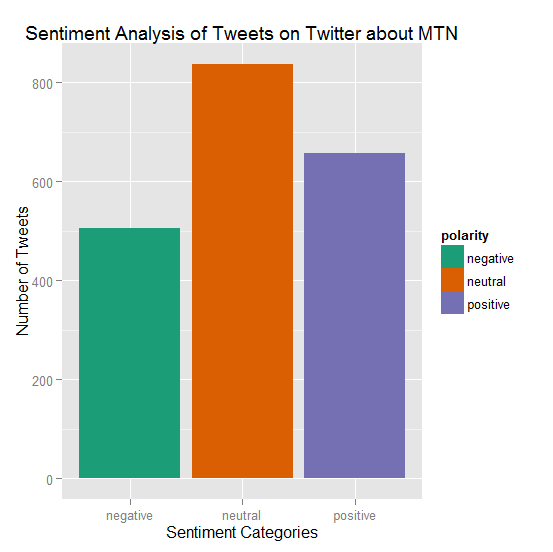 Sentiment Analysis of Tweets on Twitter about MTN
Number of Tweets
800
600
400
200
0
negative
neutral
positive
Sentiment Categories
polarity
negative
neutral
positive